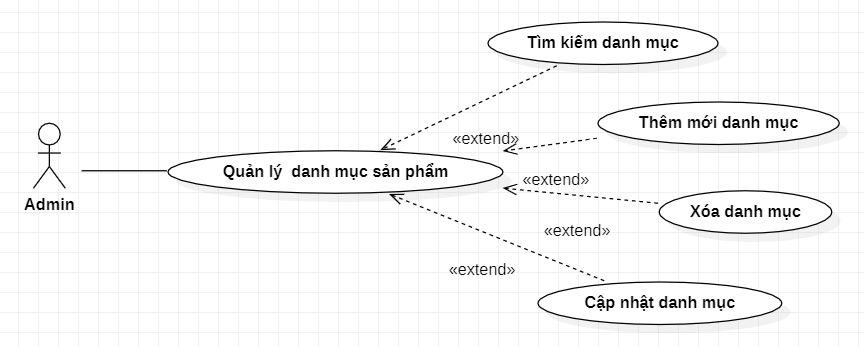 Tìm kiếm danh mục
«extend»
Thêm mới danh mục
Quản lý  danh mục sản phẩm
«extend»
Admin
Xóa danh mục
«extend»
«extend»
Cập nhật danh mục